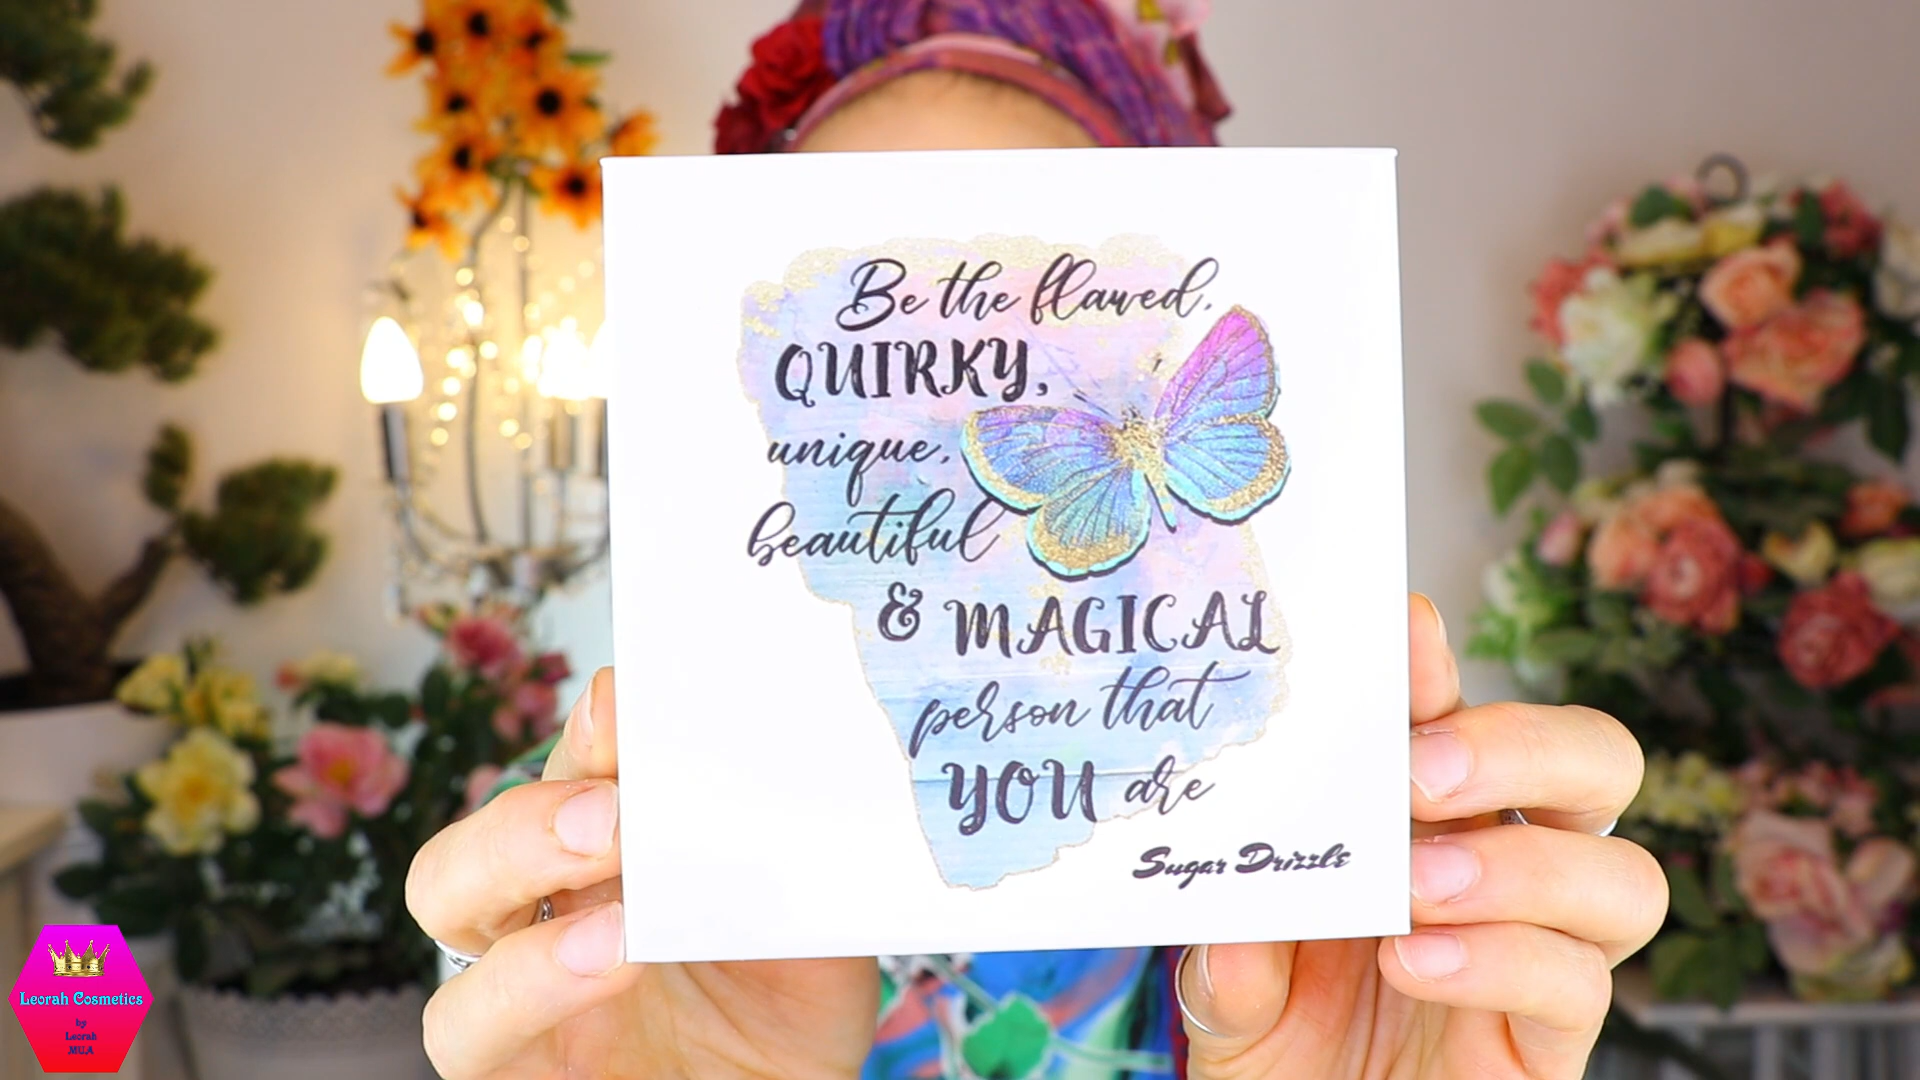 Be the flawed,
QUIRKY,
unique,
beautiful
& MAGICAL
person that
YOU are
Sugar Drizzle
Leorah Cosmetics
by
Leorah
MUA